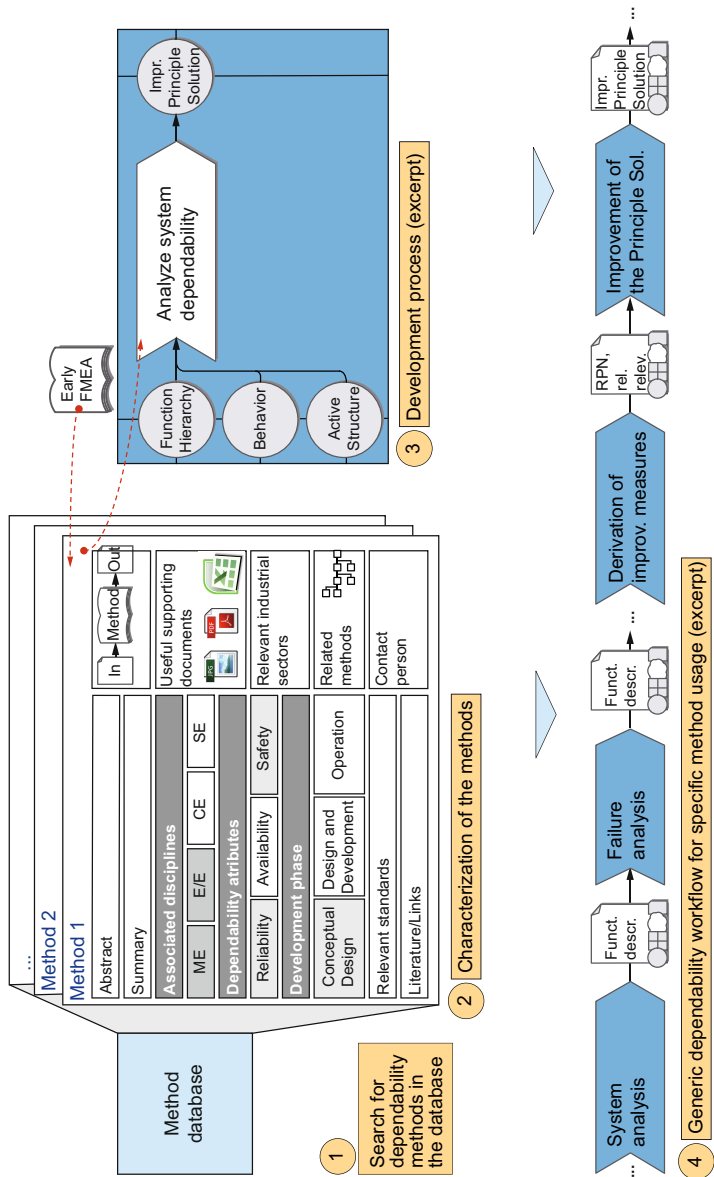 Method
database
1
Search for
dependability
methods in
the database
...
Method 2
Method 1
Abstract
Summary
Associated disciplines
ME
E/E
CE
SE
Dependability atributes
Reliability
Availability
Safety
Development phase
Conceptual
Design
Design and
Development
Operation
Relevant standards
Literature/Links
In
Method
Out
Useful supporting
documents
JPG
PDF
Relevant industrial
sectors
Related
methods
Contact
person
2
Characterization of the methods
Early
FMEA
Function
Hierarchy
Behavior
Active
Structure
Analyze system
dependability
Impr.
Principle
Solution
3
Development process (excerpt)
...
System
analysis
Funct.
descr.
Failure
analysis
Funct.
descr.
...
Derivation of
improv. measures
RPN,
rel.
relev.
Improvement of
the Principle Sol.
Impr.
Principle
Solution
...
4
Generic dependability workflow for specific method usage (excerpt)